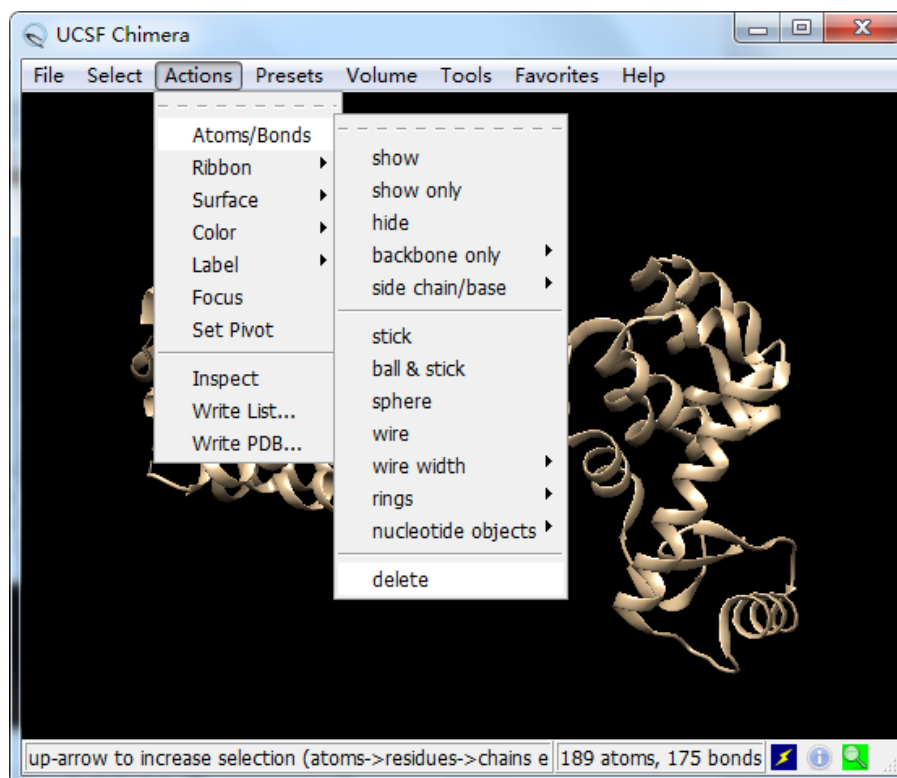 UCSF Chimera
File Select Actions Presets Volume Tools Favorites Help
Atoms/Bonds
Ribbon
Surface
Color
Label
Focus
Set Pivot
Inspect
Write List...
Write PDB...
show
show only
hide
backbone only
side chain/base
stick
ball & stick
sphere
wire
wire width
rings
nucleotide objects
delete
up-arrow to increase selection (atoms->residues->chains e
189 atoms, 175 bonds